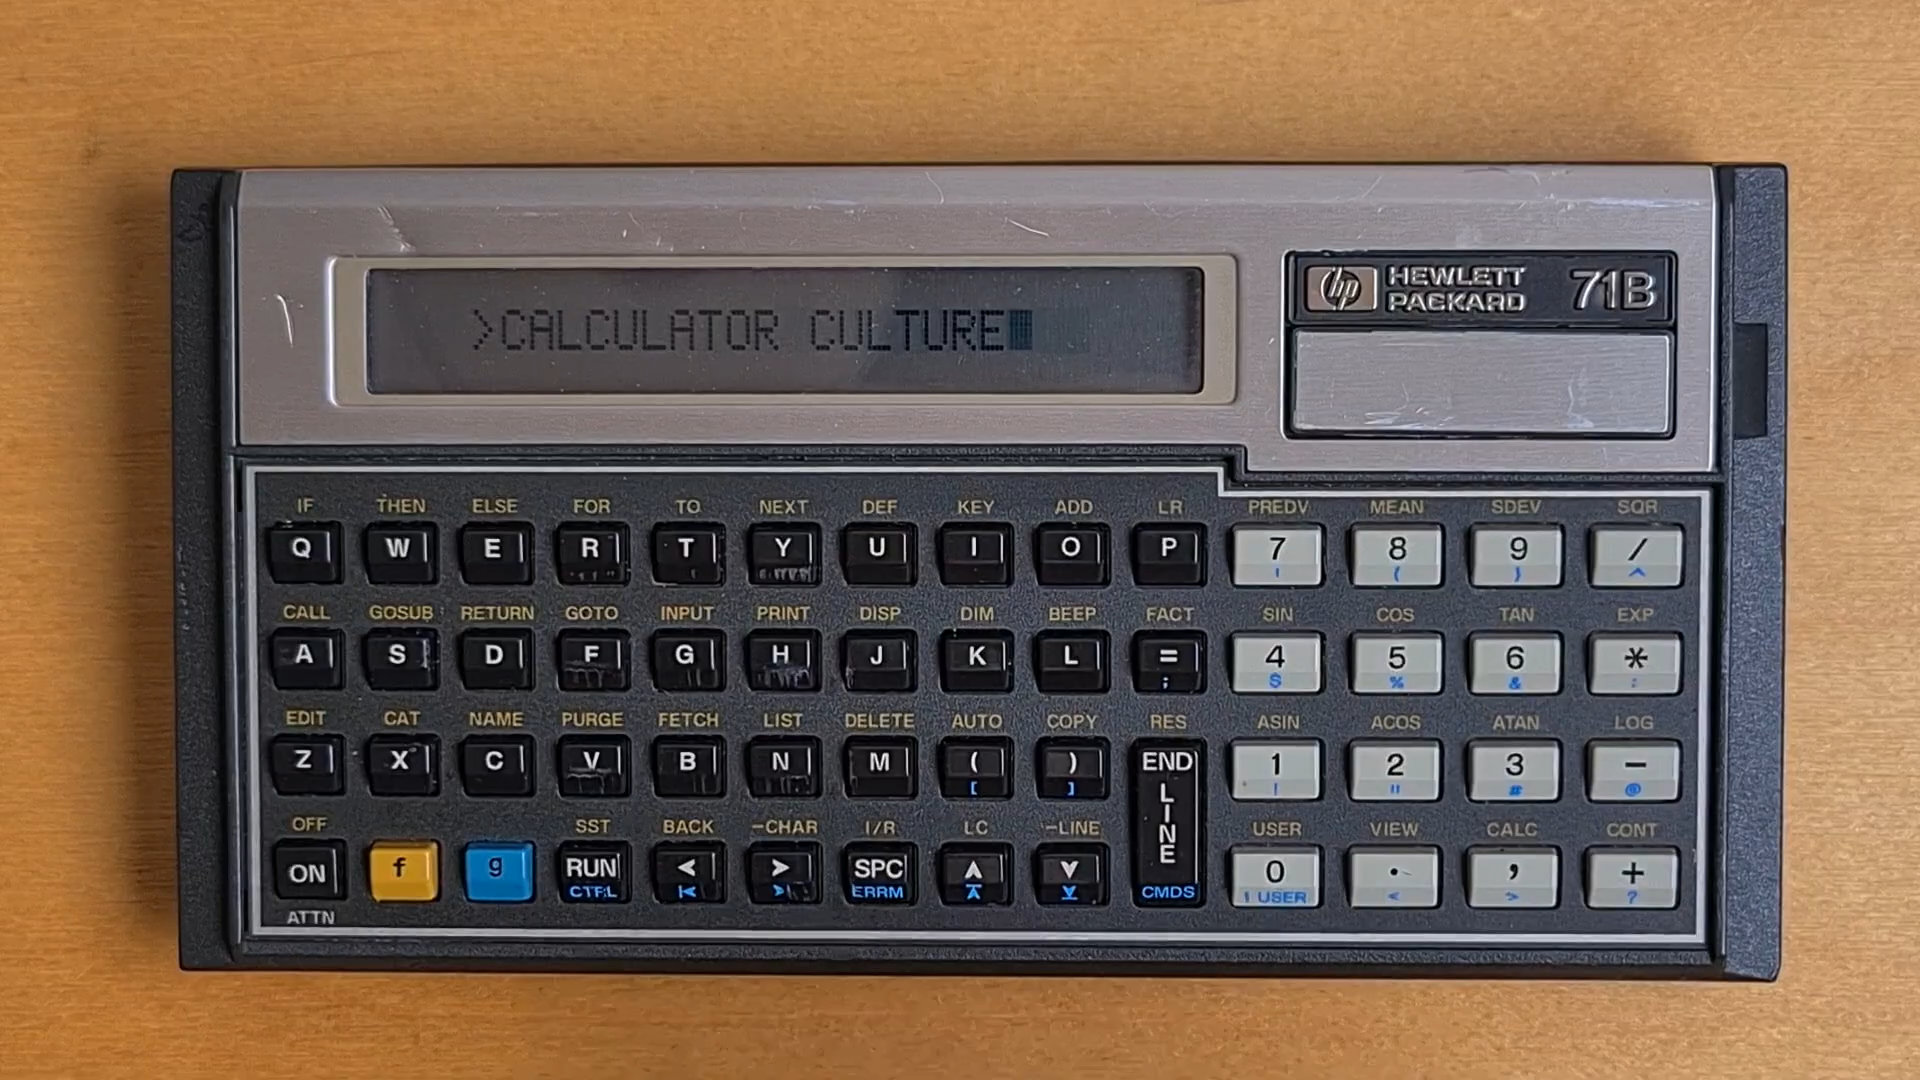 >CALCULATOR CULTURE
hp HEWLETT PACKARD 71B
IF THEN ELSE FOR TO NEXT DEF KEY ADD LR PREDV MEAN SDEV SQR
Q W E R T Y U I O P 7 8 9 /
' ( ) ^
CALL GOSUB RETURN GOTO INPUT PRINT DISP DIM BEEP FACT SIN COS TAN EXP
A S D F G H J K L = 4 5 6 *
; $ % & :
EDIT CAT NAME PURGE FETCH LIST DELETE AUTO COPY RES ASIN ACOS ATAN LOG
Z X C V B N M ( ) END LINE 1 2 3 -
[ ] ! " # @
OFF SST BACK -CHAR I/R LC -LINE USER VIEW CALC CONT
ON f g RUN < > SPC 0 . , +
CTRL ERRM CMDS 1 USER < > ?
ATTN